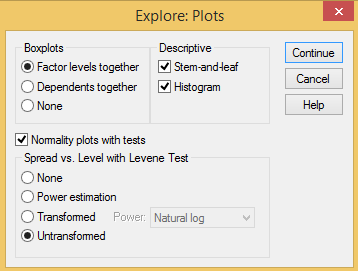 Explore: Plots
Boxplots
Factor levels together
Dependents together
None
Descriptive
Stem-and-leaf
Histogram
Continue
Cancel
Help
Normality plots with tests
Spread vs. Level with Levene Test
None
Power estimation
Transformed Power: Natural log
Untransformed